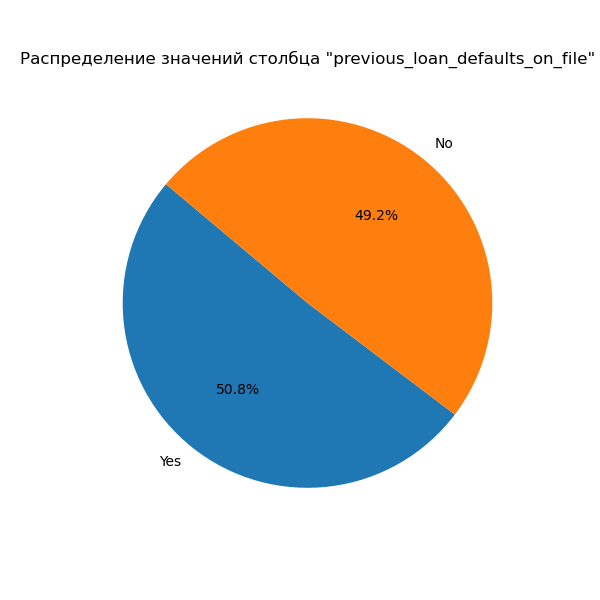 Распределение значений столбца "previous_loan_defaults_on_file"
No
49.2%
50.8%
Yes